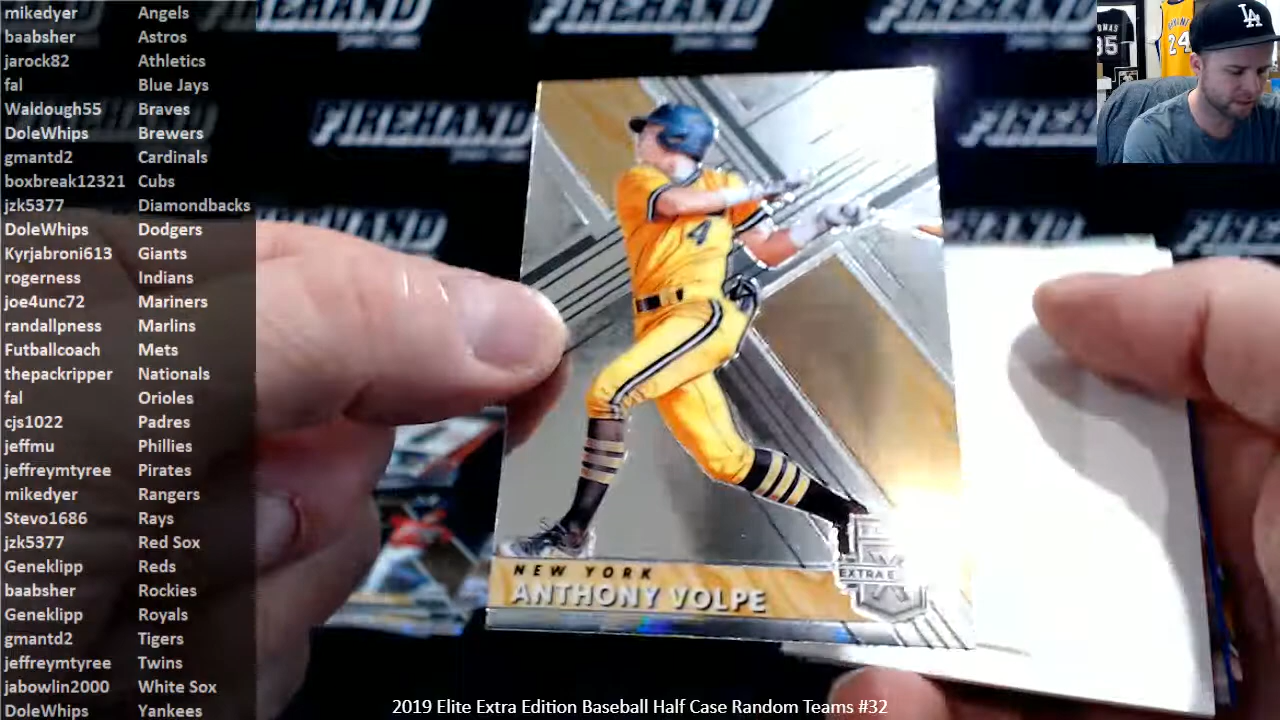 mikedyer Angels
baabsher Astros
jarock82 Athletics
fal Blue Jays
Waldough55 Braves
DoleWhips Brewers
gmantd2 Cardinals
boxbreak12321 Cubs
jzk5377 Diamondbacks
DoleWhips Dodgers
Kyrjabroni613 Giants
rogerness Indians
joe4unc72 Mariners
randallpness Marlins
Futballcoach Mets
thepackripper Nationals
fal Orioles
cjs1022 Padres
jeffmu Phillies
jeffreymtyree Pirates
mikedyer Rangers
Stevo1686 Rays
jzk5377 Red Sox
Geneklipp Reds
baabsher Rockies
Geneklipp Royals
gmantd2 Tigers
jeffreymtyree Twins
jabowlin2000 White Sox
DoleWhips Yankees
FIREHAND
4
NEW YORK
ANTHONY VOLPE
EXTRA E
LA
24
2019 Elite Extra Edition Baseball Half Case Random Teams #32